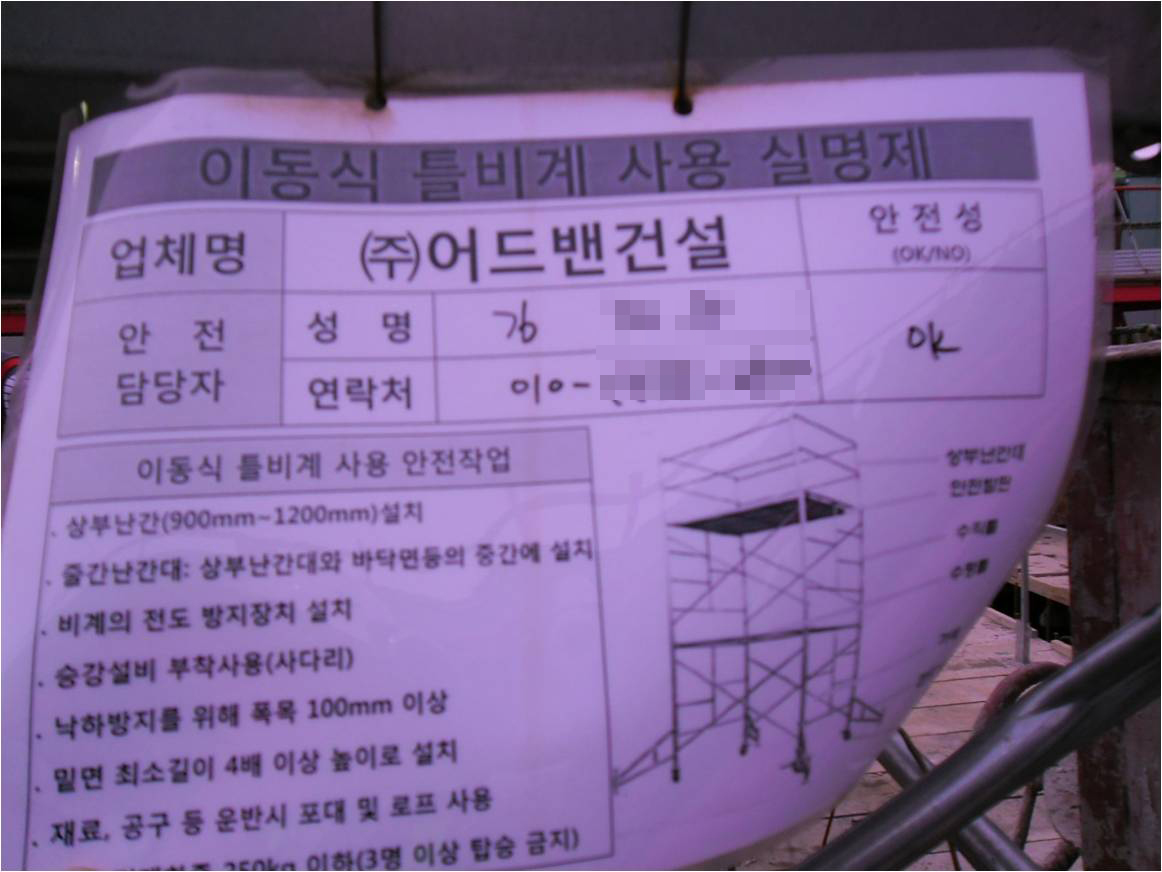 이동식 틀비계 사용 실명제
업체명 ㈜어드밴건설 안전성
(OK/NO)
안 전 성 명 김 OK
담당자 연락처 010-
이동식 틀비계 사용 안전작업
. 상부난간(900mm~1200mm)설치
. 중간난간대: 상부난간대와 바닥면등의 중간에 설치
. 비계의 전도 방지장치 설치
. 승강설비 부착사용(사다리)
. 낙하방지를 위해 폭목 100mm 이상
. 밑면 최소길이 4배 이상 높이로 설치
. 재료, 공구 등 운반시 포대 및 로프 사용
250kg 이하(3명 이상 탑승 금지)
상부난간대
안전발판
수직틀